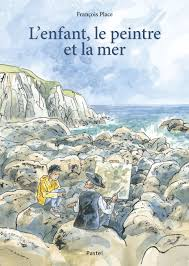 François Place
L'enfant, le peintre
et la mer
Pastel